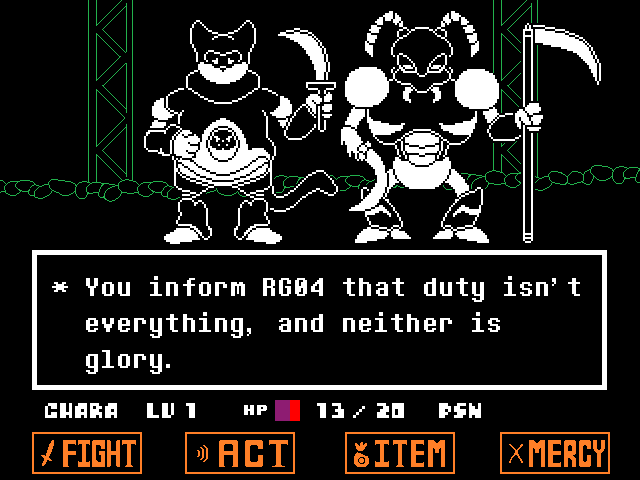 * You inform RG04 that duty isn't
everything, and neither is
glory.
CHARA LV 1 HP 13 / 20 PSN
FIGHT ACT ITEM MERCY